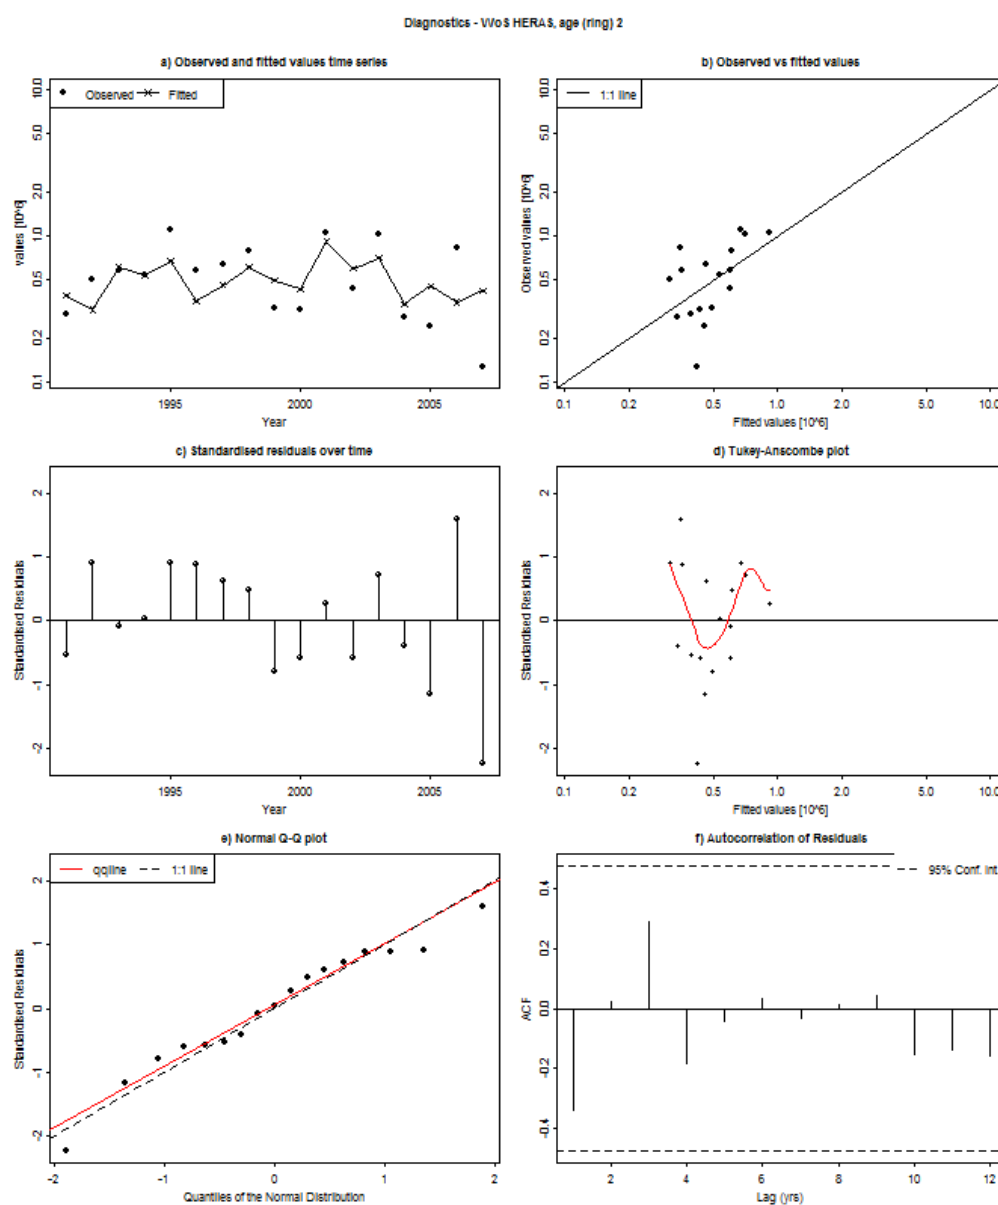 Diagnostics - WoS HERAS, age (ring) 2
a) Observed and fitted values time series
Observed Fitted
values [10^6]
0.1 0.2 0.5 1.0 2.0 5.0 10.0
1995 2000 2005
Year
b) Observed vs fitted values
1:1 line
Observed values [10^6]
0.1 0.2 0.5 1.0 2.0 5.0 10.0
0.1 0.2 0.5 1.0 2.0 5.0 10.0
Fitted values [10^6]
c) Standardised residuals over time
Standardised Residuals
-2 -1 0 1 2
1995 2000 2005
Year
d) Tukey-Anscombe plot
Standardised Residuals
-2 -1 0 1 2
0.1 0.2 0.5 1.0 2.0 5.0 10.0
Fitted values [10^6]
e) Normal Q-Q plot
qqline 1:1 line
Standardised Residuals
-2 -1 0 1 2
-2 -1 0 1 2
Quantiles of the Normal Distribution
f) Autocorrelation of Residuals
95% Conf. Int
ACF
-0.4 -0.2 0.0 0.2 0.4
2 4 6 8 10 12
Lag (yrs)